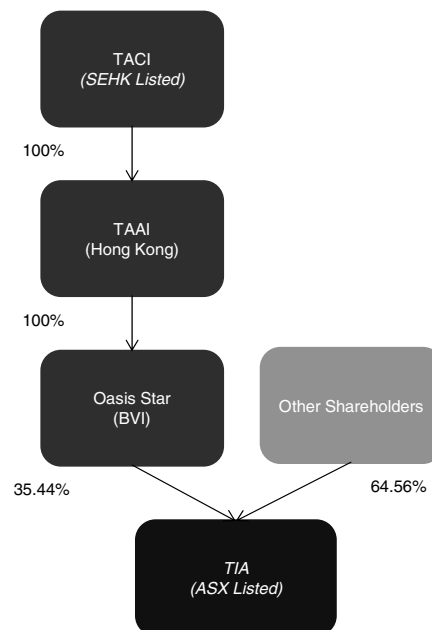 TACI
(SEHK Listed)
100%
TAAI
(Hong Kong)
100%
Oasis Star
(BVI)
Other Shareholders
35.44%
64.56%
TIA
(ASX Listed)